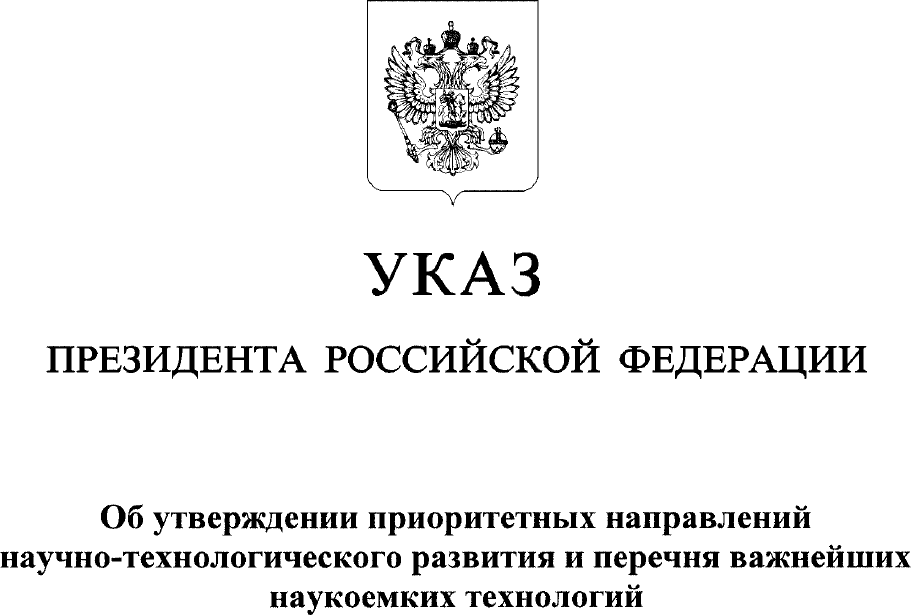 УКАЗ
ПРЕЗИДЕНТА РОССИЙСКОЙ ФЕДЕРАЦИИ
Об утверждении приоритетных направлений
научно-технологического развития и перечня важнейших
наукоемких технологий